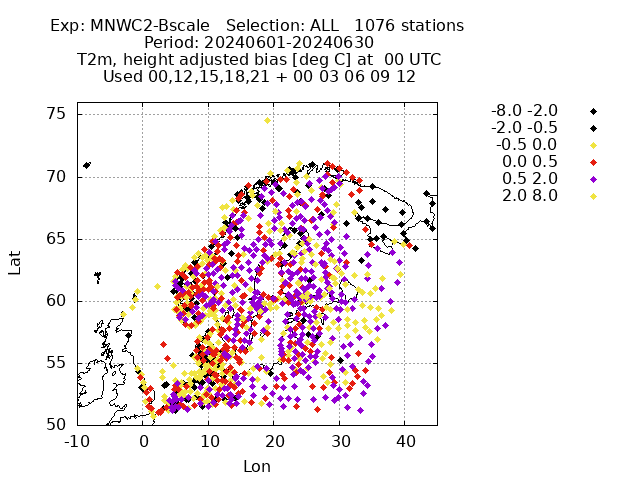 Exp: MNWC2-Bscale   Selection: ALL   1076 stations
Period: 20240601-20240630
T2m, height adjusted bias [deg C] at  00 UTC
Used 00,12,15,18,21 + 00 03 06 09 12
75
70
65
60
55
50
-10 0 10 20 30 40
Lat
Lon
-8.0 -2.0
-2.0 -0.5
-0.5 0.0
0.0 0.5
0.5 2.0
2.0 8.0